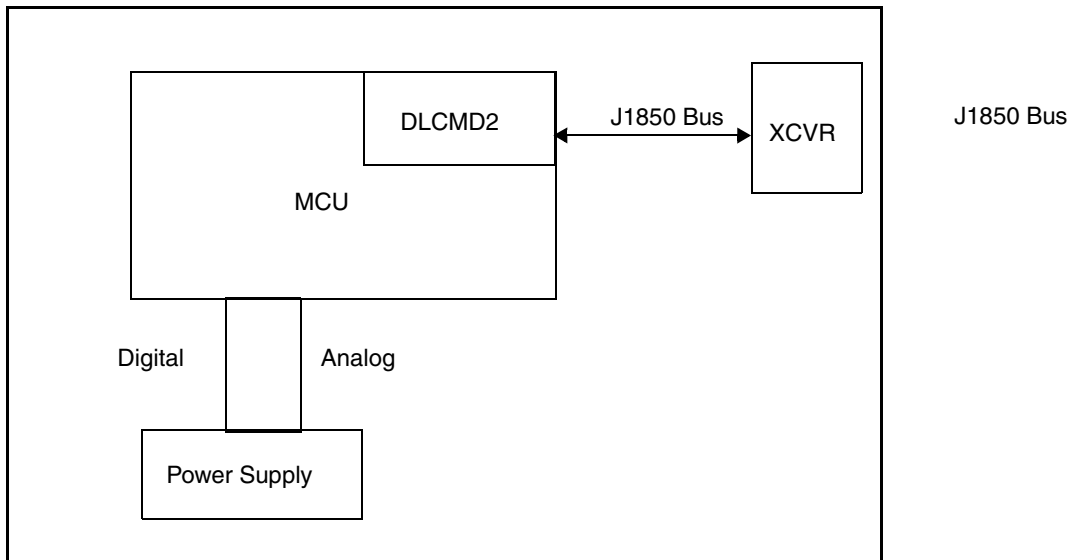 DLCMD2
J1850 Bus
XCVR
J1850 Bus
MCU
Digital
Analog
Power Supply